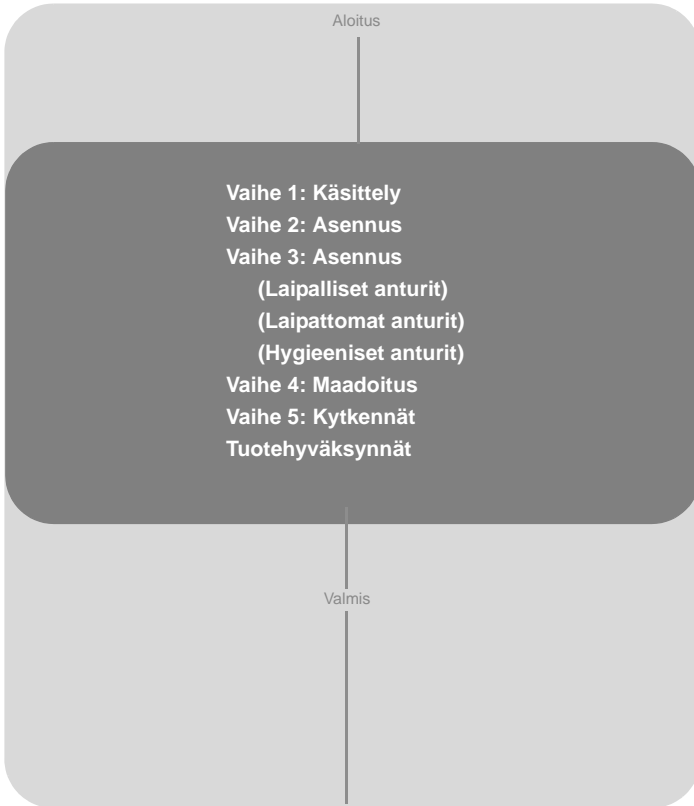 Aloitus
Vaihe 1: Käsittely
Vaihe 2: Asennus
Vaihe 3: Asennus
(Laipalliset anturit)
(Laipattomat anturit)
(Hygieeniset anturit)
Vaihe 4: Maadoitus
Vaihe 5: Kytkennät
Tuotehyväksynnät
Valmis